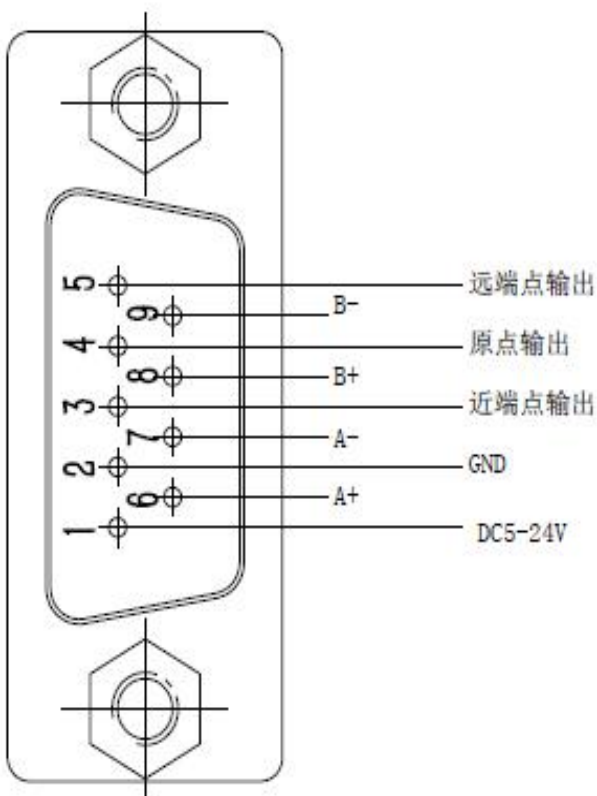 5 远端点输出
9 B-
4 原点输出
8 B+
3 近端点输出
7 A-
2 GND
6 A+
1 DC5-24V